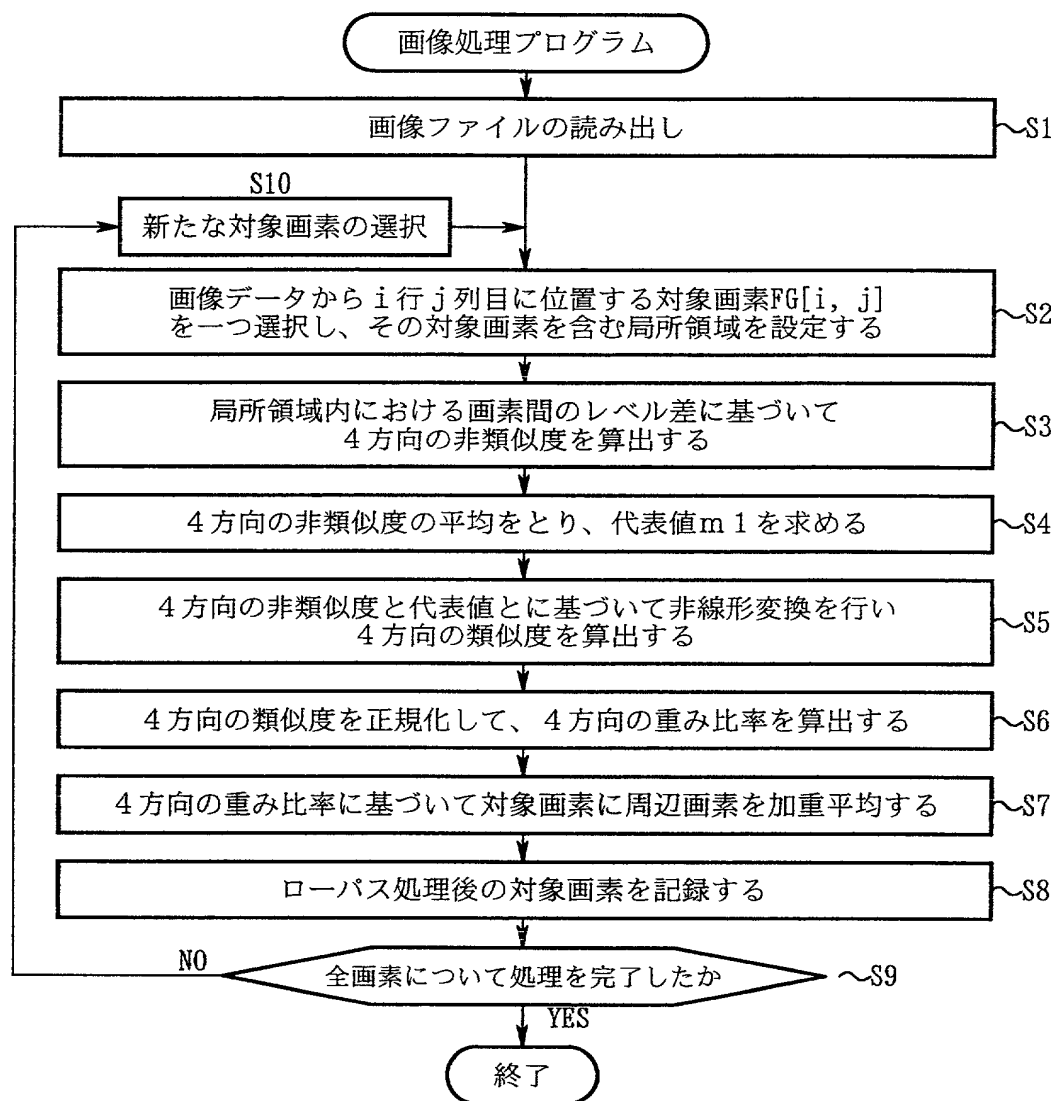 画像処理プログラム
画像ファイルの読み出し
~S1
S10
新たな対象画素の選択
画像データからi行j列目に位置する対象画素FG[i, j]
を一つ選択し、その対象画素を含む局所領域を設定する
~S2
局所領域内における画素間のレベル差に基づいて
4方向の非類似度を算出する
~S3
4方向の非類似度の平均をとり、代表値m1を求める
~S4
4方向の非類似度と代表値とに基づいて非線形変換を行い
4方向の類似度を算出する
~S5
4方向の類似度を正規化して、4方向の重み比率を算出する
~S6
4方向の重み比率に基づいて対象画素に周辺画素を加重平均する
~S7
ローパス処理後の対象画素を記録する
~S8
NO
全画素について処理を完了したか
~S9
YES
終了